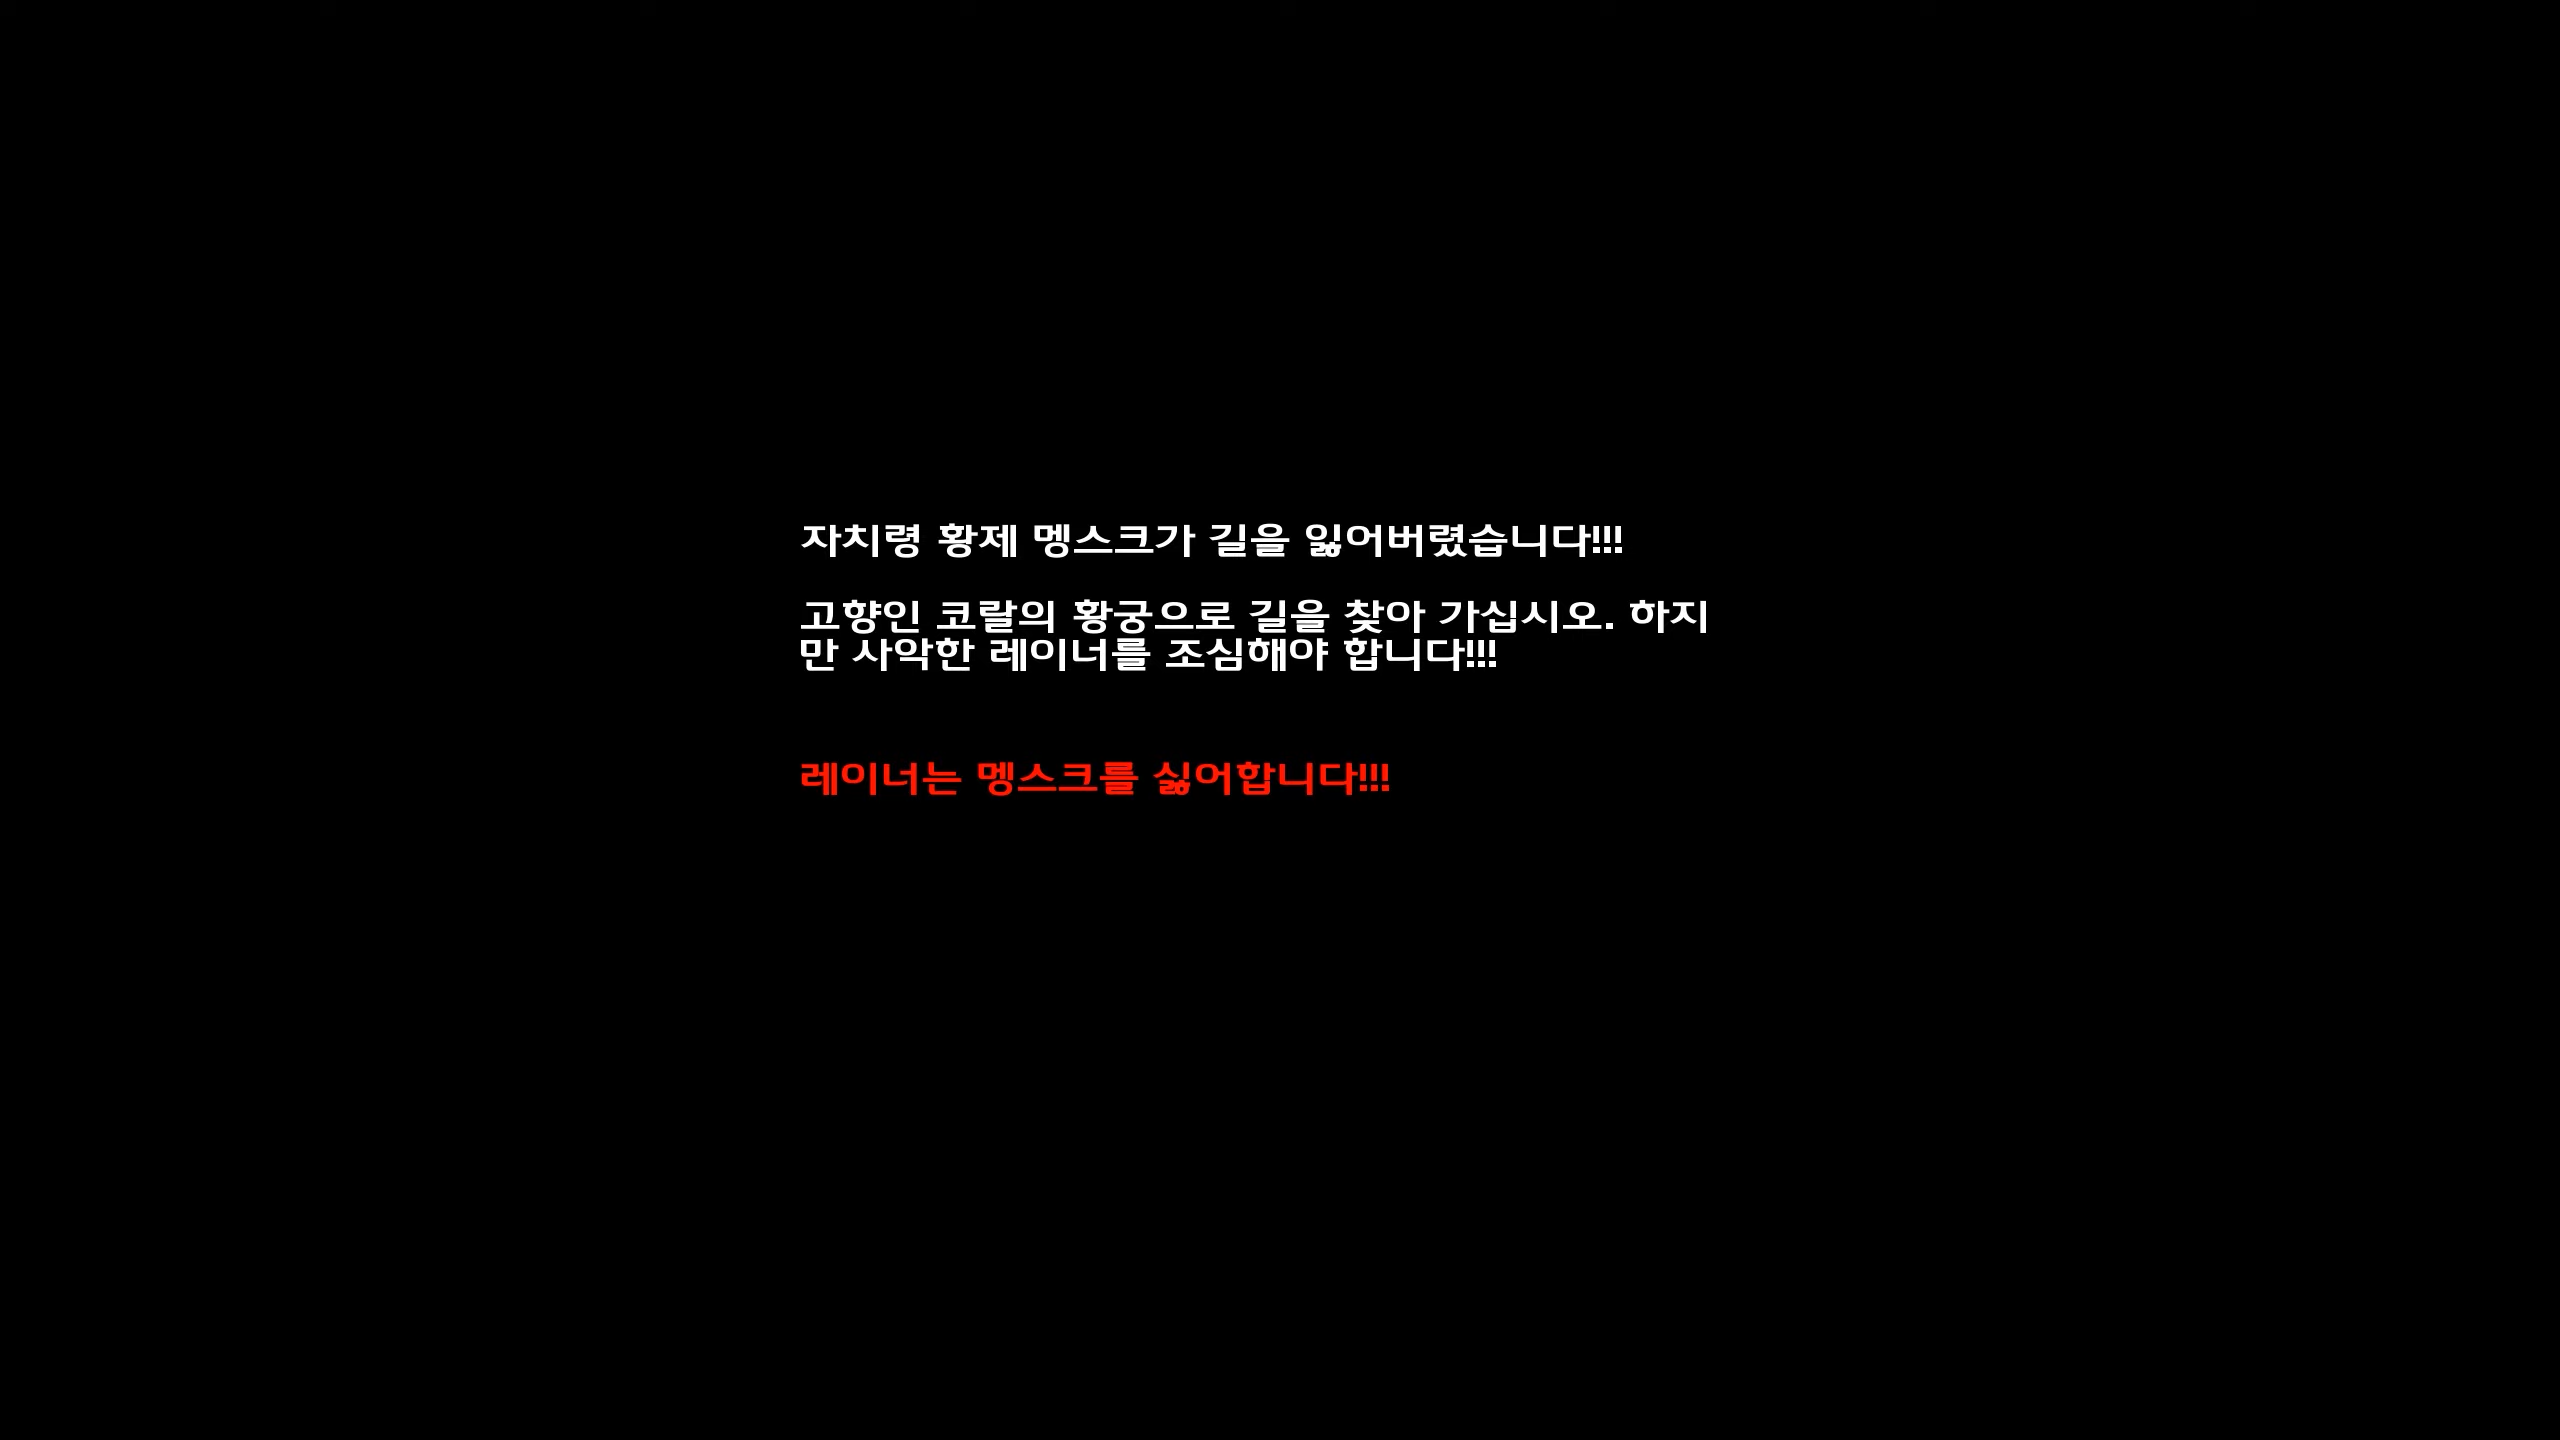 자치령 황제 멩스크가 길을 잃어버렸습니다!!!
고향인 코랄의 황궁으로 길을 찾아 가십시오. 하지
만 사악한 레이너를 조심해야 합니다!!!
레이너는 멩스크를 싫어합니다!!!